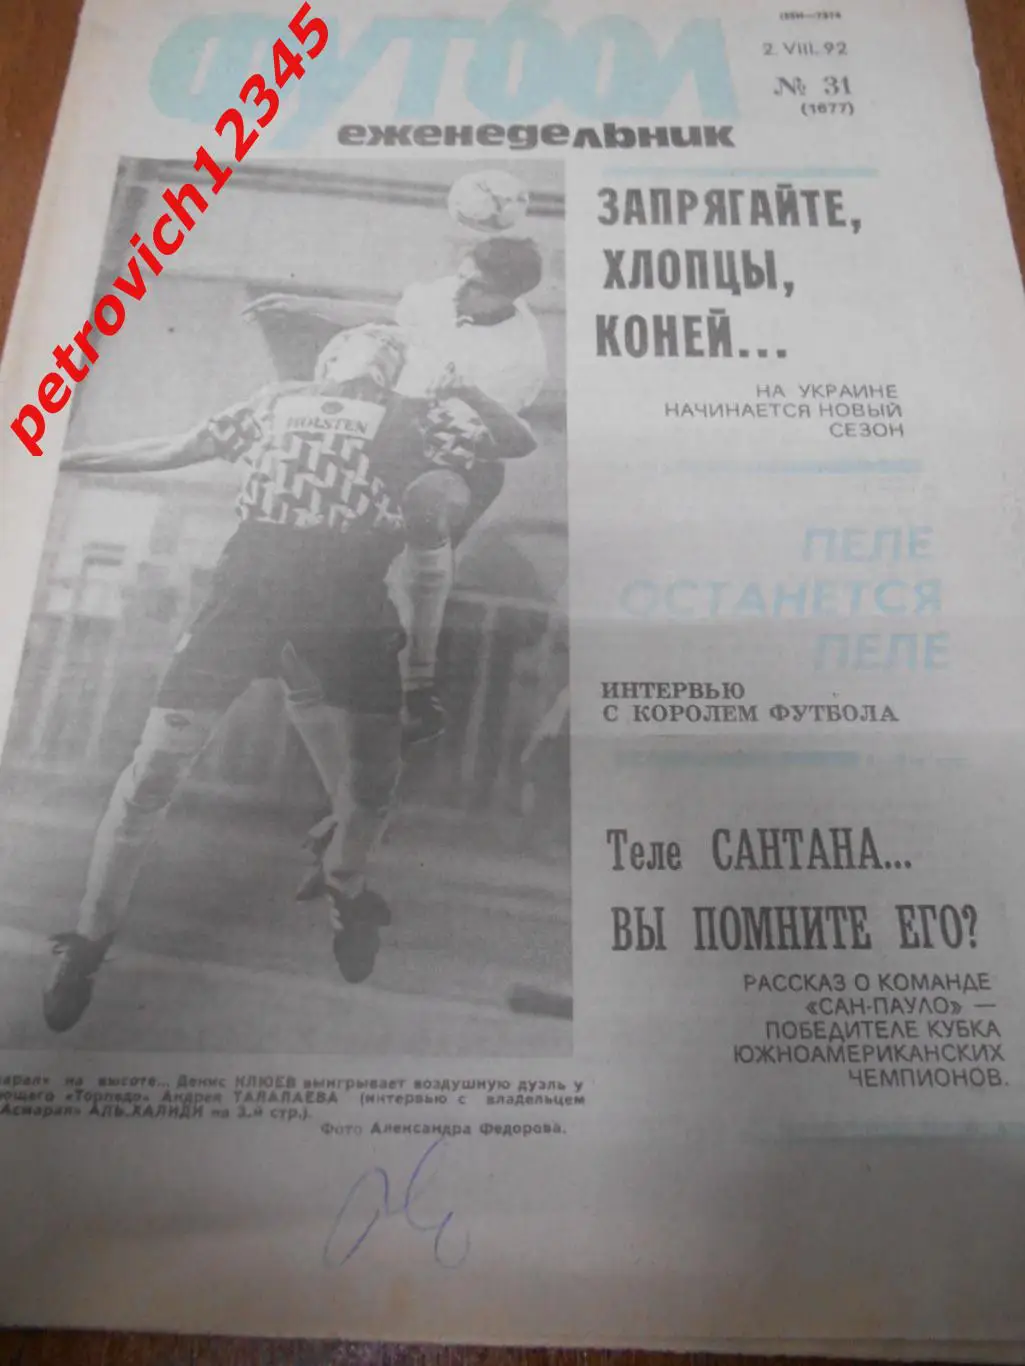 petrovich12345
ISSN—7374
2. VIII. 92
№ 31
(1677)
ФУТБОЛ
еженедельник
ЗАПРЯГАЙТЕ,
ХЛОПЦЫ,
КОНЕЙ...
НА УКРАИНЕ
НАЧИНАЕТСЯ НОВЫЙ
СЕЗОН
HOLSTEN
ПЕЛЕ
ОСТАНЕТСЯ
ПЕЛЕ
ИНТЕРВЬЮ
С КОРОЛЕМ ФУТБОЛА
Теле САНТАНА...
ВЫ ПОМНИТЕ ЕГО?
РАССКАЗ О КОМАНДЕ
«САН-ПАУЛО» —
ПОБЕДИТЕЛЕ КУБКА
ЮЖНОАМЕРИКАНСКИХ
ЧЕМПИОНОВ.
на высоте... Денис КЛЮЕВ выигрывает воздушную дуэль у
«Торпедо» Андрея ТАЛАЛАЕВА (интервью с владельцем
Асмарал» АЛЬ-ХАЛИДИ на 3-й стр.).
Фото Александра Федорова.